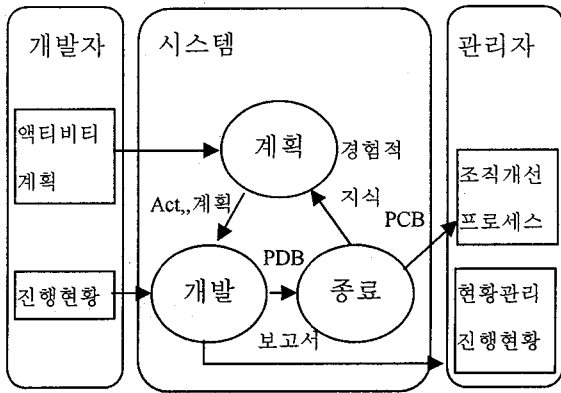 개발자
시스템
관리자
액티비티
계획
계획
경험적
지식
Act,,계획
PCB
조직개선
프로세스
진행현황
개발
PDB
종료
보고서
현황관리
진행현황